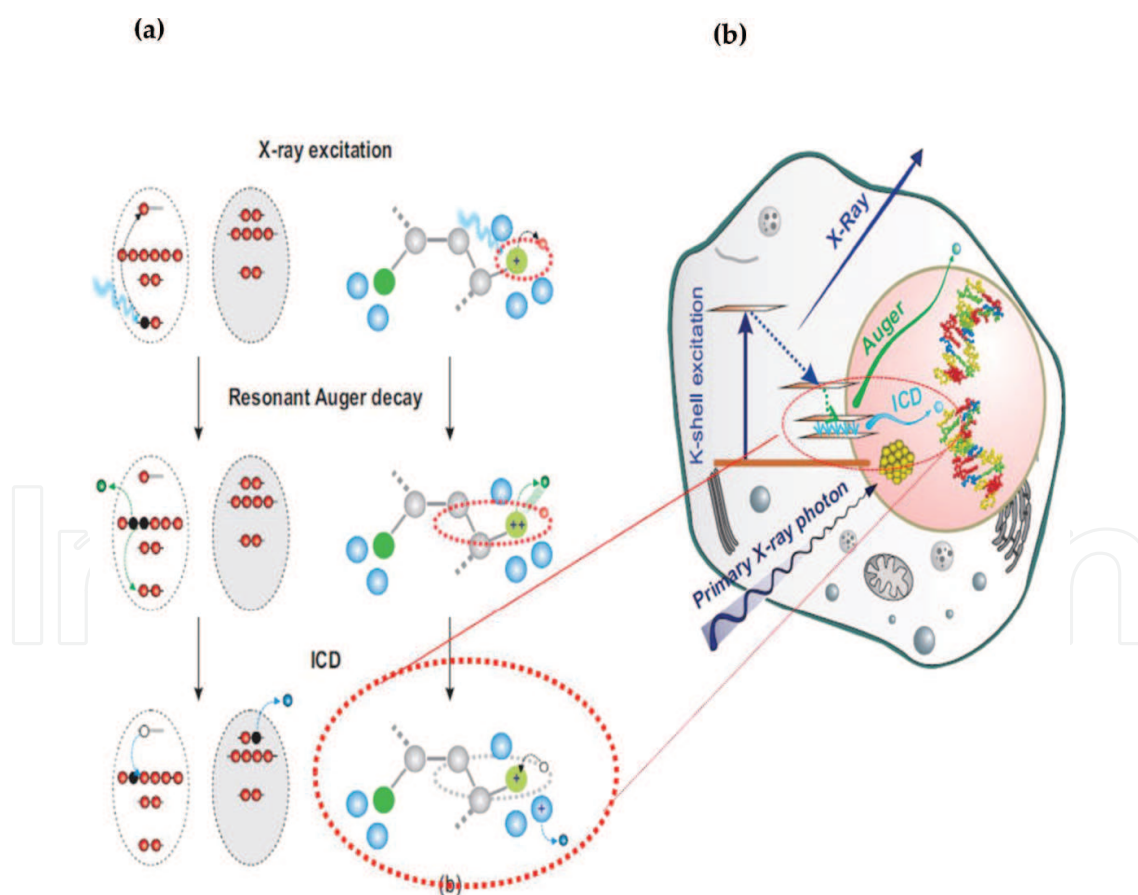 (a)
(b)
X-ray excitation
+
Resonant Auger decay
++
ICD
+
+
(b)
X-Ray
K-shell excitation
Auger
ICD
Primary X-ray photon